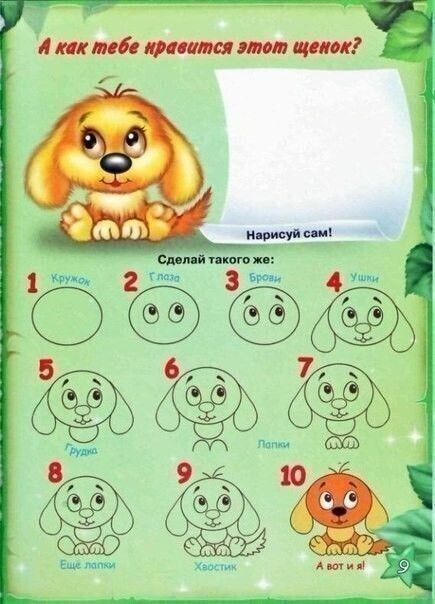 А как тебе нравится этот щенок?
Нарисуй сам!
Сделай такого же:
1 Кружок
2 Глаза
3 Брови
4 Ушки
5
6
7
Грудка
Лапки
8
9
10
Ещё лапки
Хвостик
А вот и я!
9